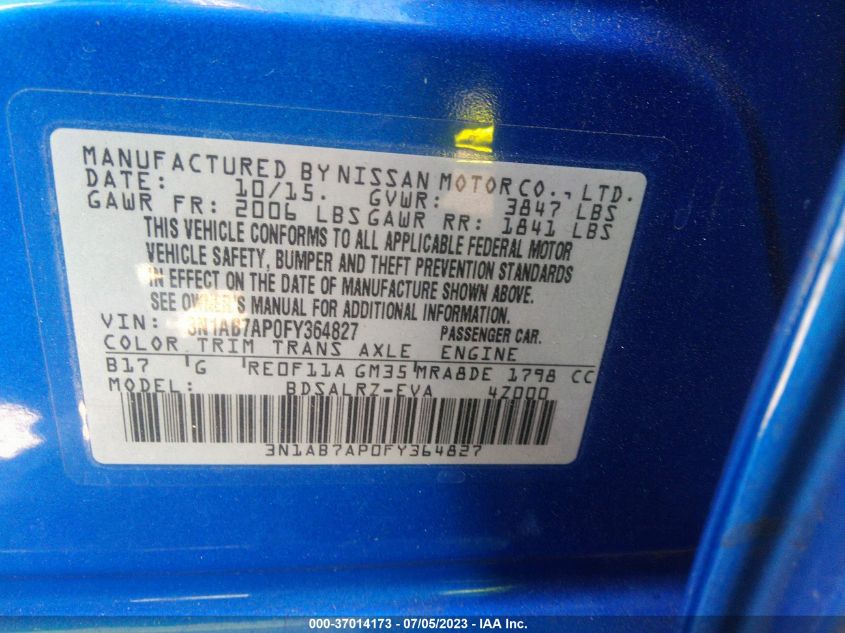 MANUFACTURED BY NISSAN MOTOR CO., LTD.
DATE: 10/15. GVWR: 3847 LBS
GAWR FR: 2006 LBS GAWR RR: 1841 LBS
THIS VEHICLE CONFORMS TO ALL APPLICABLE FEDERAL MOTOR
VEHICLE SAFETY, BUMPER AND THEFT PREVENTION STANDARDS
IN EFFECT ON THE DATE OF MANUFACTURE SHOWN ABOVE.
SEE OWNER'S MANUAL FOR ADDITIONAL INFORMATION.
VIN: 3N1AB7AP0FY364827 PASSENGER CAR.
COLOR TRIM TRANS AXLE ENGINE
B17 G RE0F11A GM35 MRA8DE 1798 CC
MODEL: BDSALRZ-EVA 4Z000
3N1AB7AP0FY364827
000-37014173 - 07/05/2023 - IAA Inc.